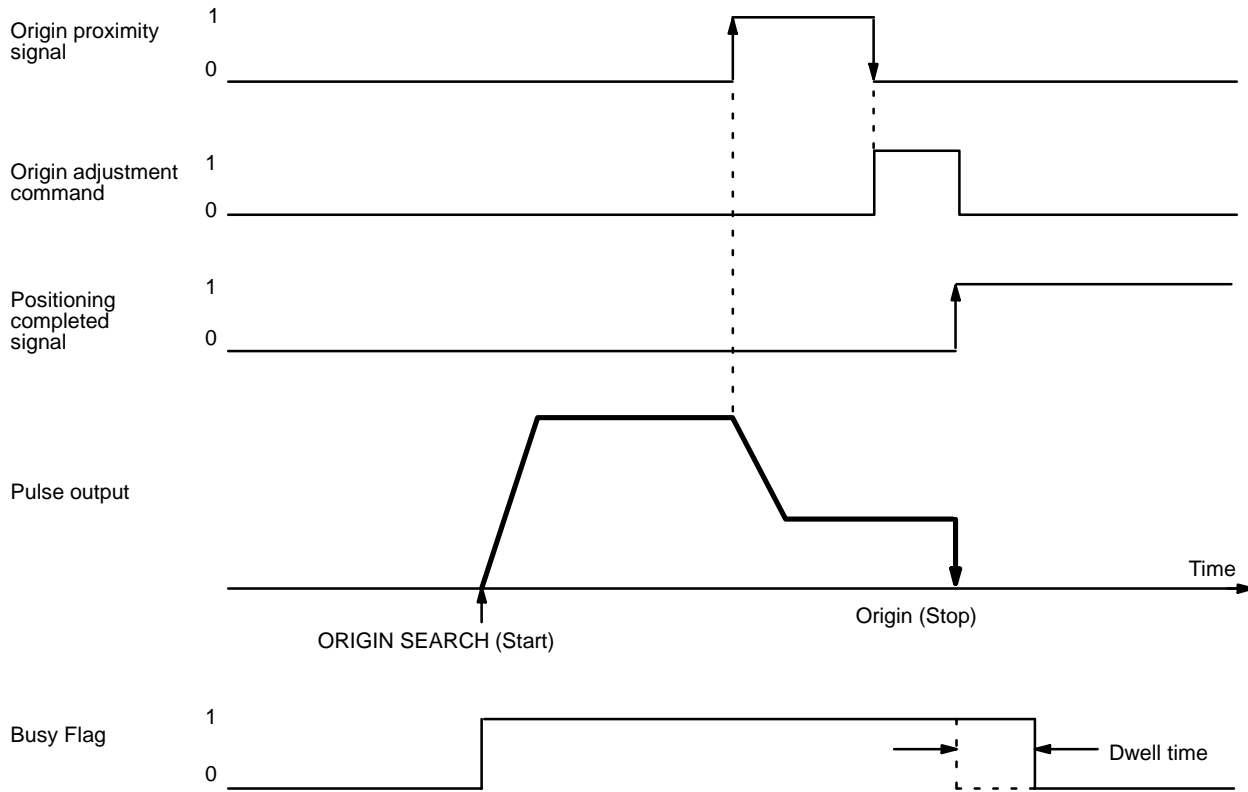 Origin proximity
signal
1
0
Origin adjustment
command
1
0
Positioning
completed
signal
1
0
Pulse output
Time
Origin (Stop)
ORIGIN SEARCH (Start)
Busy Flag
1
0
Dwell time